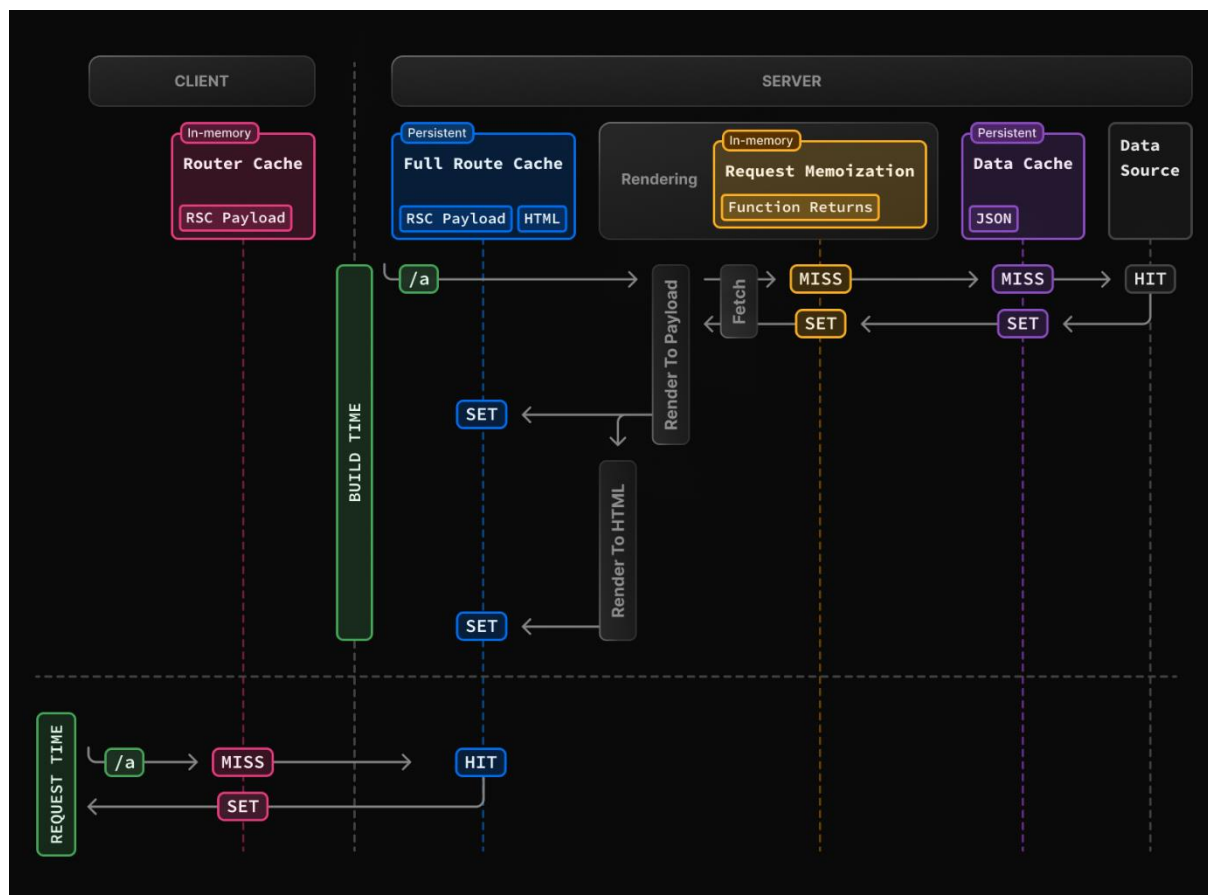 CLIENT
SERVER
In-memory
Router Cache
RSC Payload
Persistent
Full Route Cache
RSC Payload
HTML
Rendering
In-memory
Request Memoization
Function Returns
Persistent
Data Cache
JSON
Data
Source
BUILD TIME
/a
Render To Payload
Fetch
MISS
MISS
HIT
SET
SET
SET
Render To HTML
SET
REQUEST TIME
/a
MISS
HIT
SET